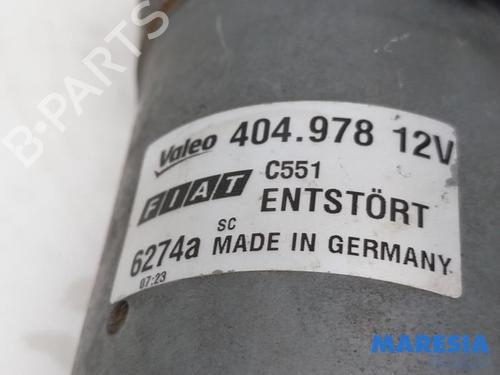 B-PARTS
Valeo 404.978 12V
FIAT C551
ENTSTÖRT
6274a SC MADE IN GERMANY
07:23
MARESIA